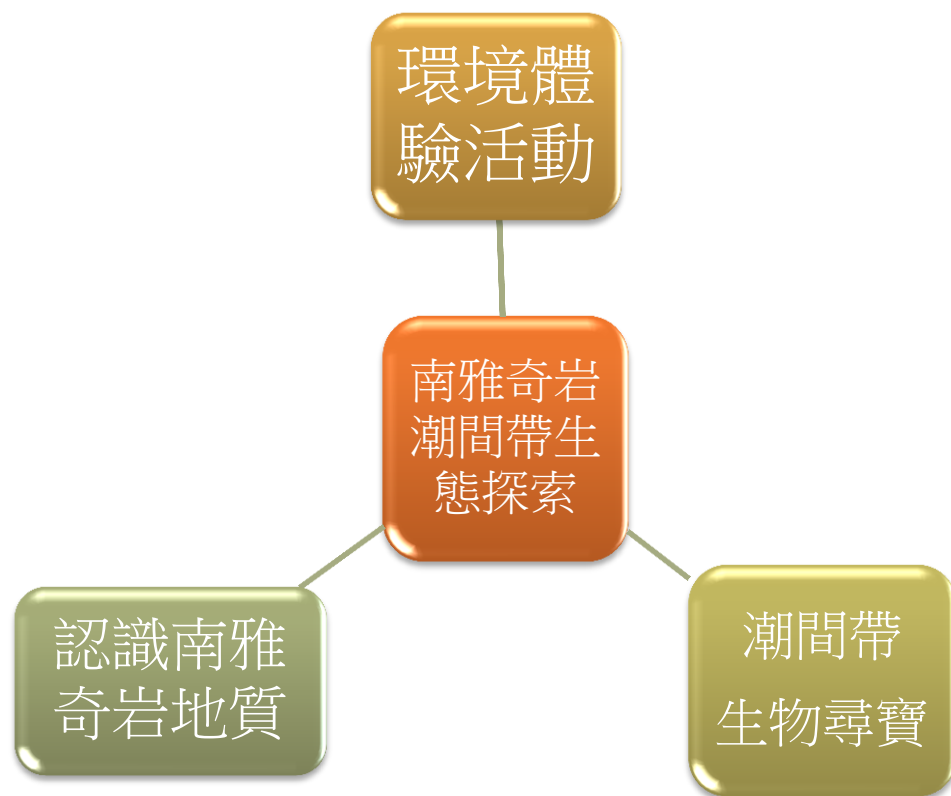 環境體
驗活動
南雅奇岩
潮間帶生
態探索
認識南雅
奇岩地質
潮間帶
生物尋寶